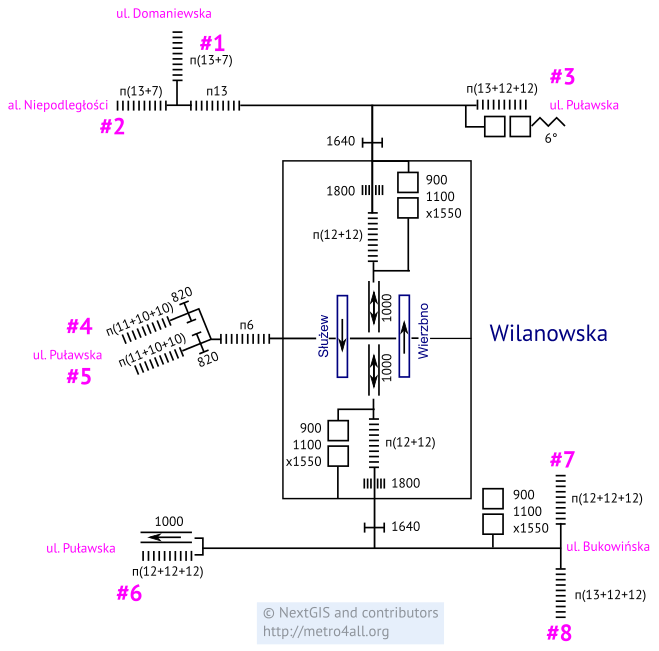 ul. Domaniewska
#1
п(13+7)
п(13+7)
п13
al. Niepodległości
#2
#3
п(13+12+12)
ul. Puławska
6°
1640
1800
900
1100
x1550
п(12+12)
1000
Służew
Wierzbno
Wilanowska
820
п(11+10+10)
#4
ul. Puławska
#5
п(11+10+10)
820
п6
1000
900
1100
x1550
п(12+12)
1800
1640
1000
ul. Puławska
п(12+12+12)
#6
900
1100
x1550
#7
п(12+12+12)
ul. Bukowińska
п(13+12+12)
#8
© NextGIS and contributors
http://metro4all.org